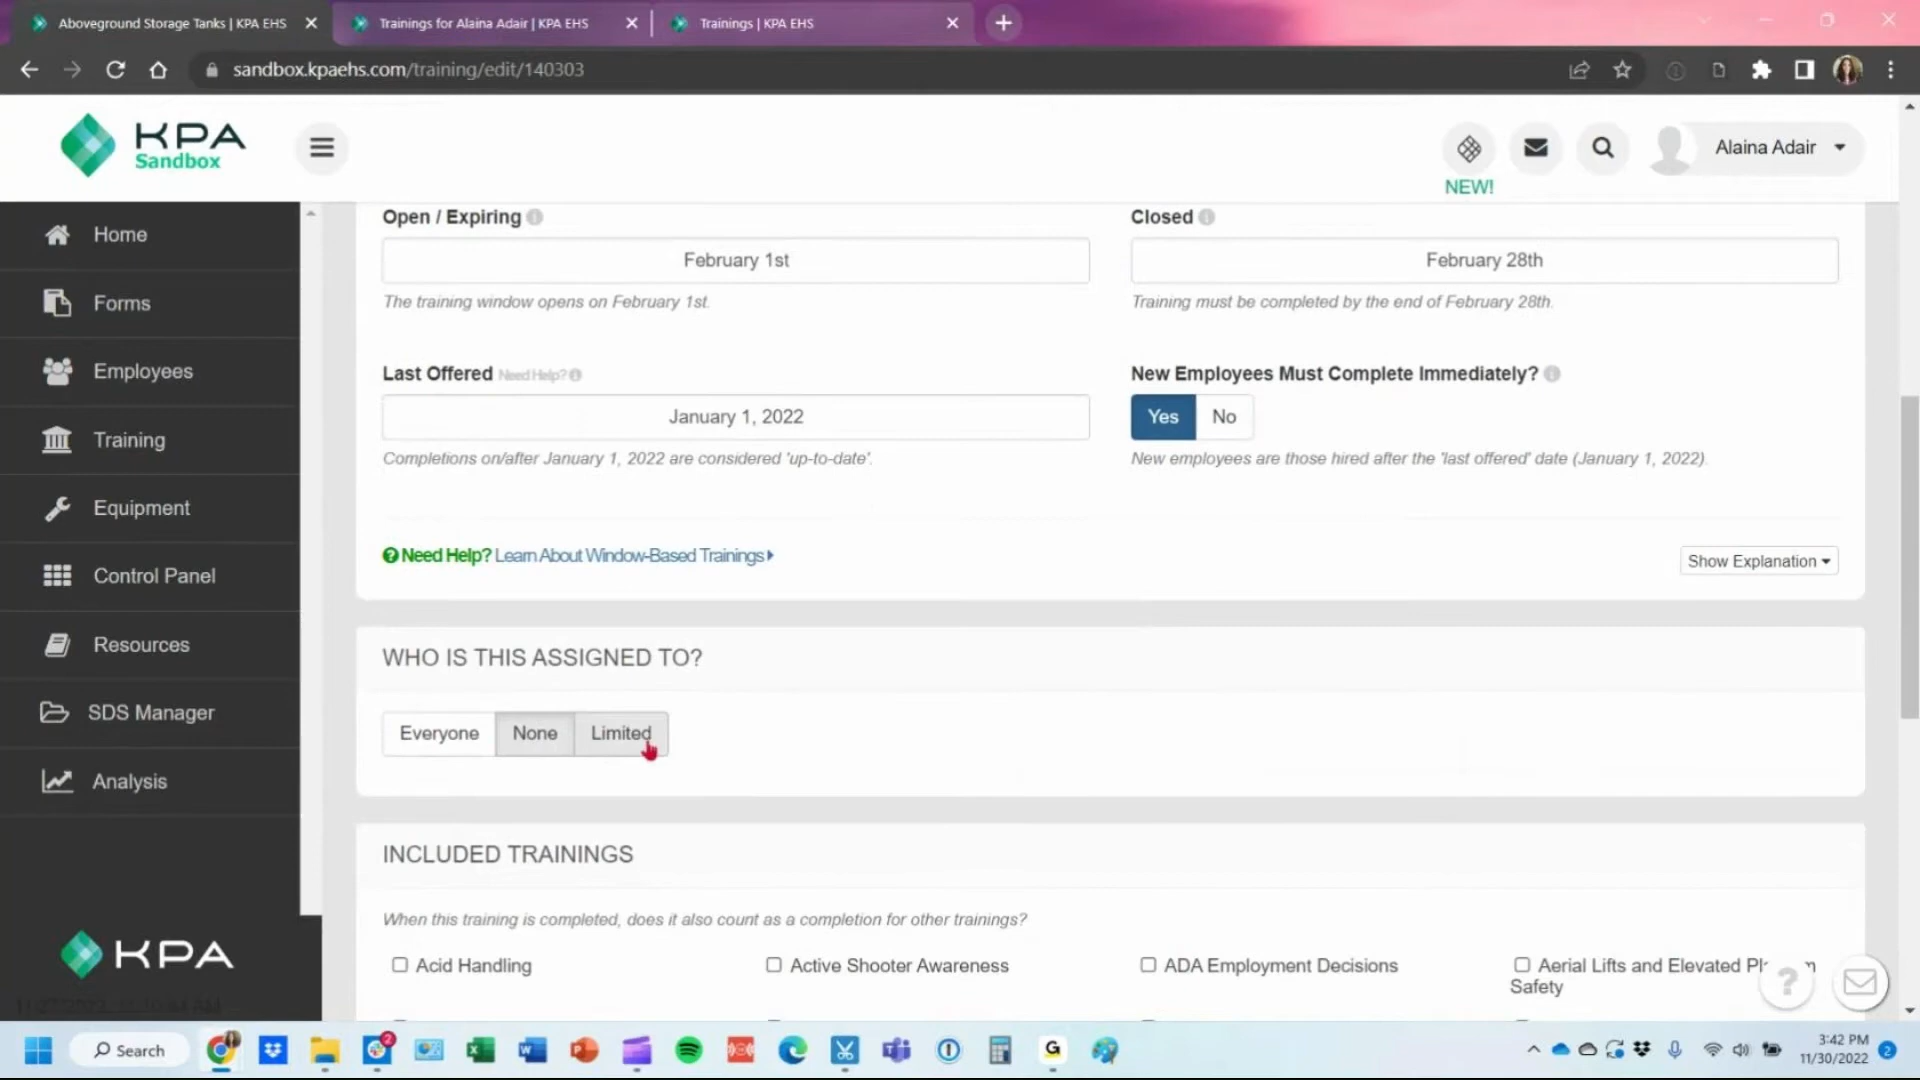 Aboveground Storage Tanks | KPA EHS
Trainings for Alaina Adair | KPA EHS
Trainings | KPA EHS
sandbox.kpaehs.com/training/edit/140303
KPA
Sandbox
NEW!
Alaina Adair
Home
Forms
Employees
Training
Equipment
Control Panel
Resources
SDS Manager
Analysis
KPA
Open / Expiring
Closed
February 1st
February 28th
The training window opens on February 1st.
Training must be completed by the end of February 28th.
Last Offered Need Help?
New Employees Must Complete Immediately?
January 1, 2022
Yes No
Completions on/after January 1, 2022 are considered 'up-to-date'.
New employees are those hired after the 'last offered' date (January 1, 2022).
Need Help? Learn About Window-Based Trainings
Show Explanation
WHO IS THIS ASSIGNED TO?
Everyone None Limited
INCLUDED TRAININGS
When this training is completed, does it also count as a completion for other trainings?
Acid Handling
Active Shooter Awareness
ADA Employment Decisions
Aerial Lifts and Elevated
Safety
Search
3:42 PM
11/30/2022
2
2